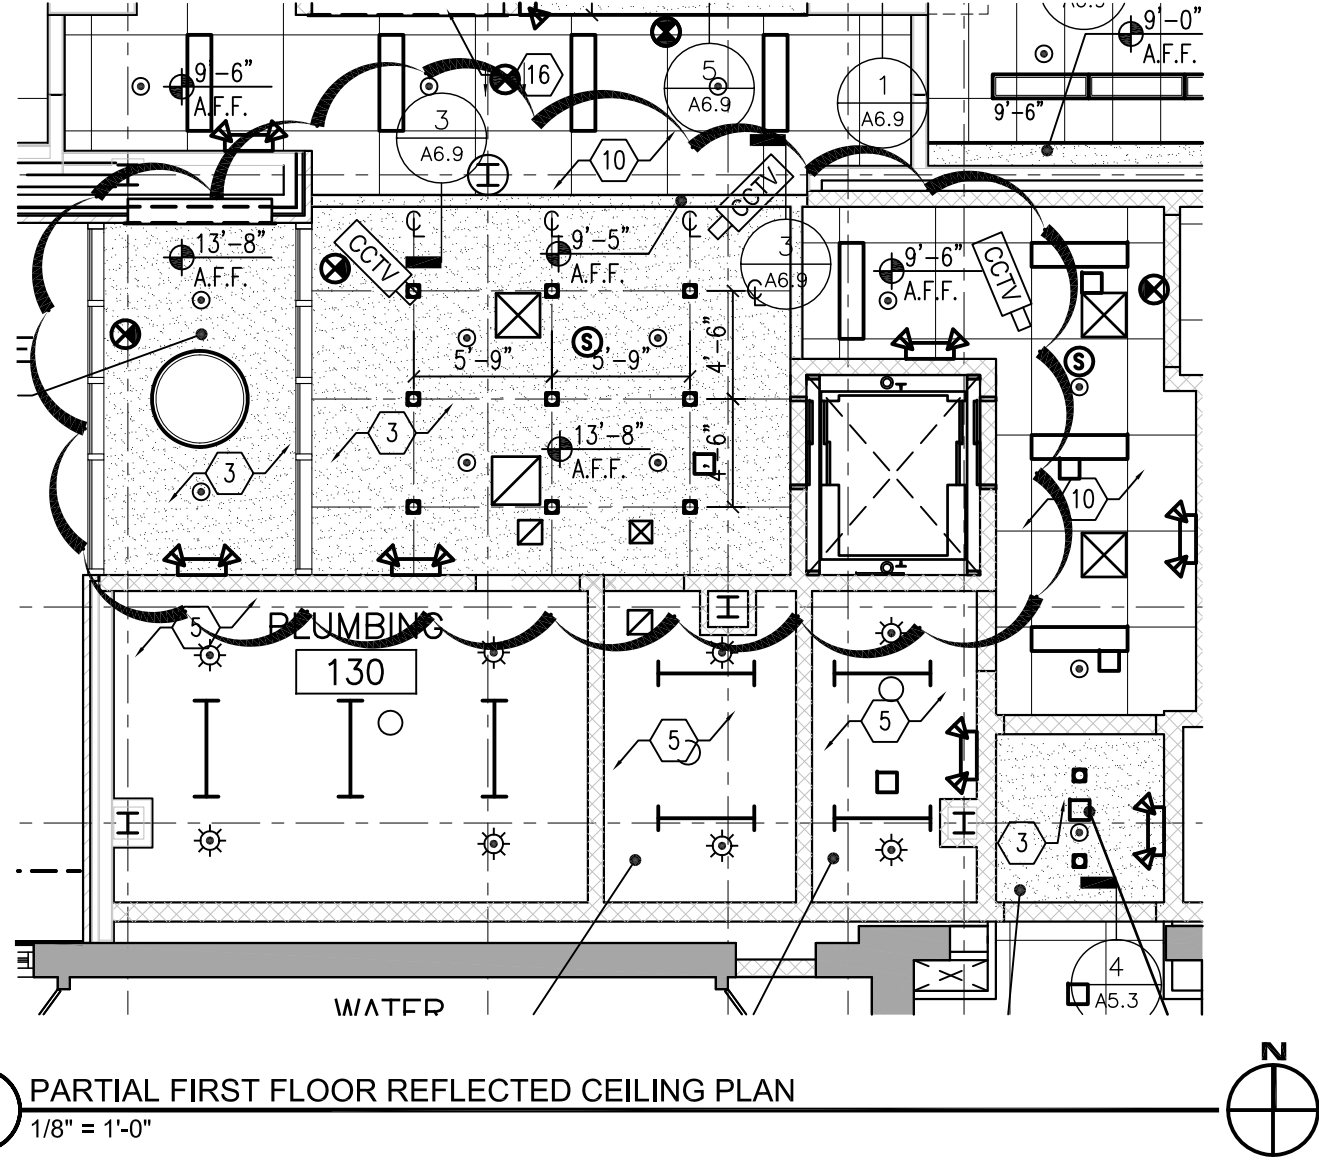 9'-0"
A.F.F.
9'-6"
A.F.F.
16
5
A6.9
1
A6.9
9'-6"
3
A6.9
10
CCTV
13'-8"
A.F.F.
CCTV
℄
℄
℄
9'-5"
A.F.F.
3
A6.9
℄
9'-6"
A.F.F.
CCTV
S
5'-9"
5'-9"
4'-6"
S
3
3
13'-8"
A.F.F.
4'-6"
10
5
PLUMBING
130
5
5
3
4
A5.3
WATER
N
PARTIAL FIRST FLOOR REFLECTED CEILING PLAN
1/8" = 1'-0"